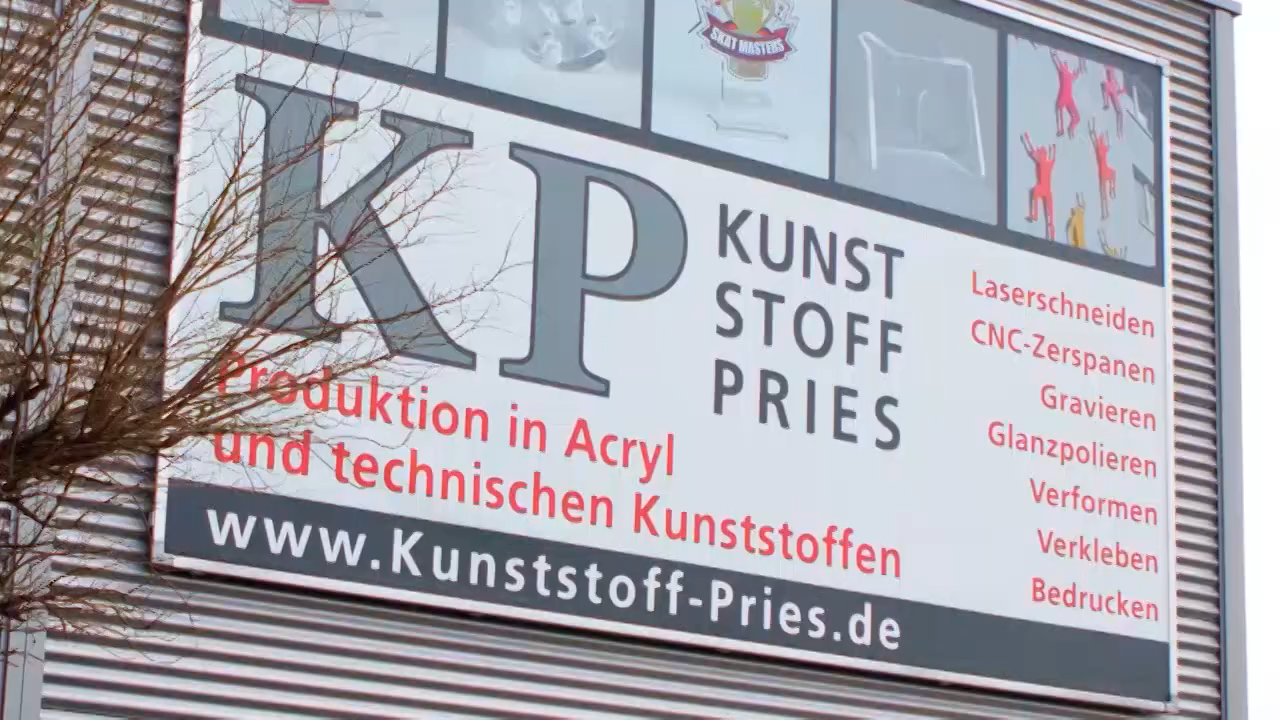 SKAT MASTERS
KP
KUNST
STOFF
PRIES
Produktion in Acryl
und technischen Kunststoffen
Laserschneiden
CNC-Zerspanen
Gravieren
Glanzpolieren
Verformen
Verkleben
Bedrucken
www.Kunststoff-Pries.de